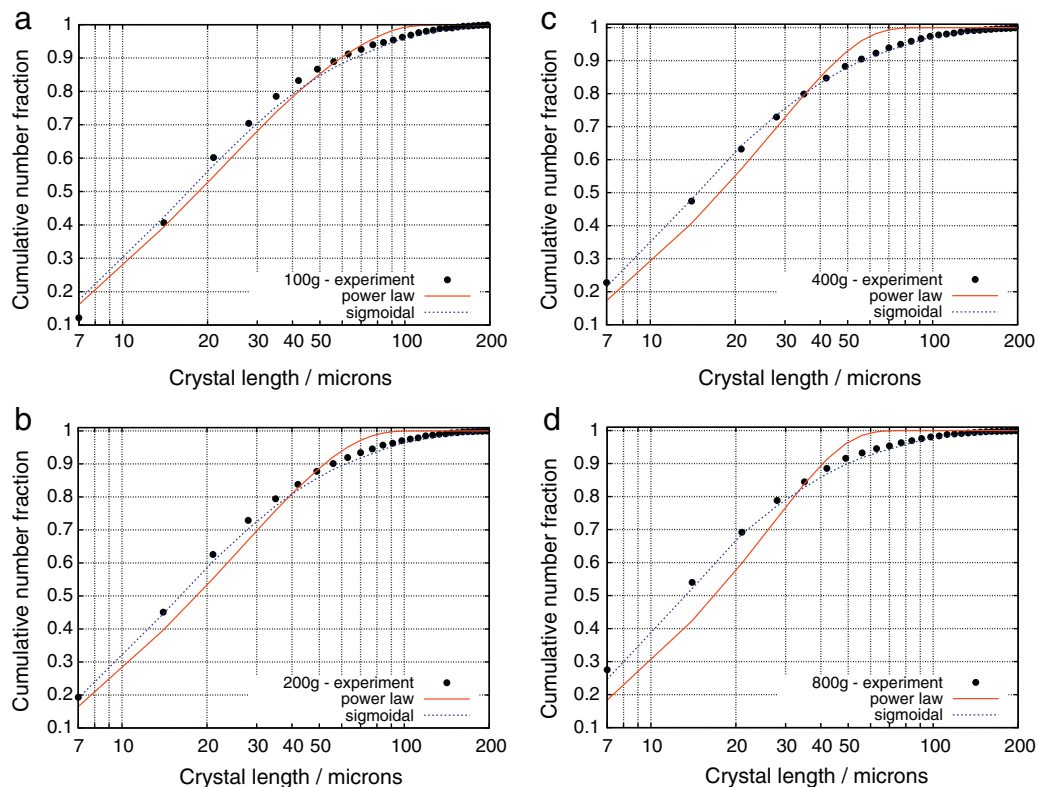 a
1
0.9
0.8
0.7
0.6
0.5
0.4
0.3
0.2
0.1
Cumulative number fraction
100g - experiment
power law
sigmoidal
7 10 20 30 40 50 100 200
Crystal length / microns
c
1
0.9
0.8
0.7
0.6
0.5
0.4
0.3
0.2
0.1
Cumulative number fraction
400g - experiment
power law
sigmoidal
7 10 20 30 40 50 100 200
Crystal length / microns
b
1
0.9
0.8
0.7
0.6
0.5
0.4
0.3
0.2
0.1
Cumulative number fraction
200g - experiment
power law
sigmoidal
7 10 20 30 40 50 100 200
Crystal length / microns
d
1
0.9
0.8
0.7
0.6
0.5
0.4
0.3
0.2
0.1
Cumulative number fraction
800g - experiment
power law
sigmoidal
7 10 20 30 40 50 100 200
Crystal length / microns